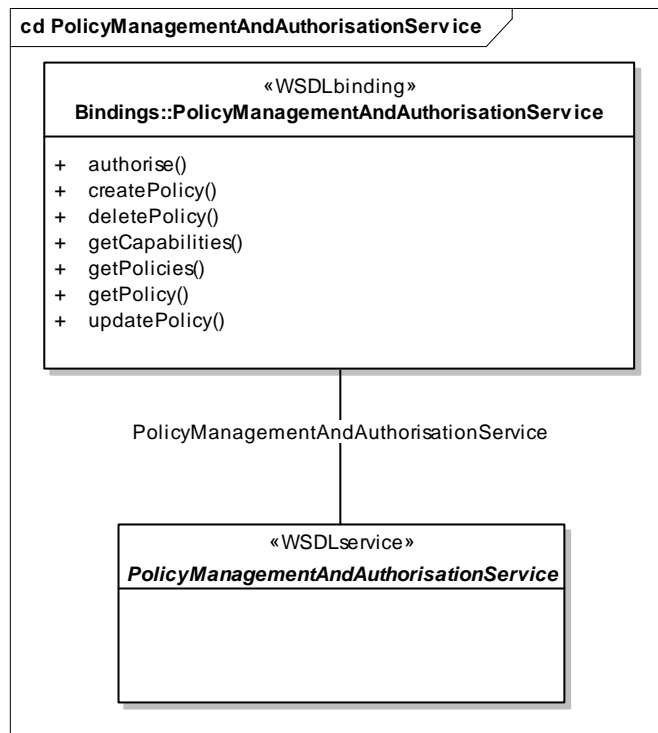 cd PolicyManagementAndAuthorisationService
«WSDLbinding»
Bindings::PolicyManagementAndAuthorisationService
+ authorise()
+ createPolicy()
+ deletePolicy()
+ getCapabilities()
+ getPolicies()
+ getPolicy()
+ updatePolicy()
PolicyManagementAndAuthorisationService
«WSDLservice»
PolicyManagementAndAuthorisationService